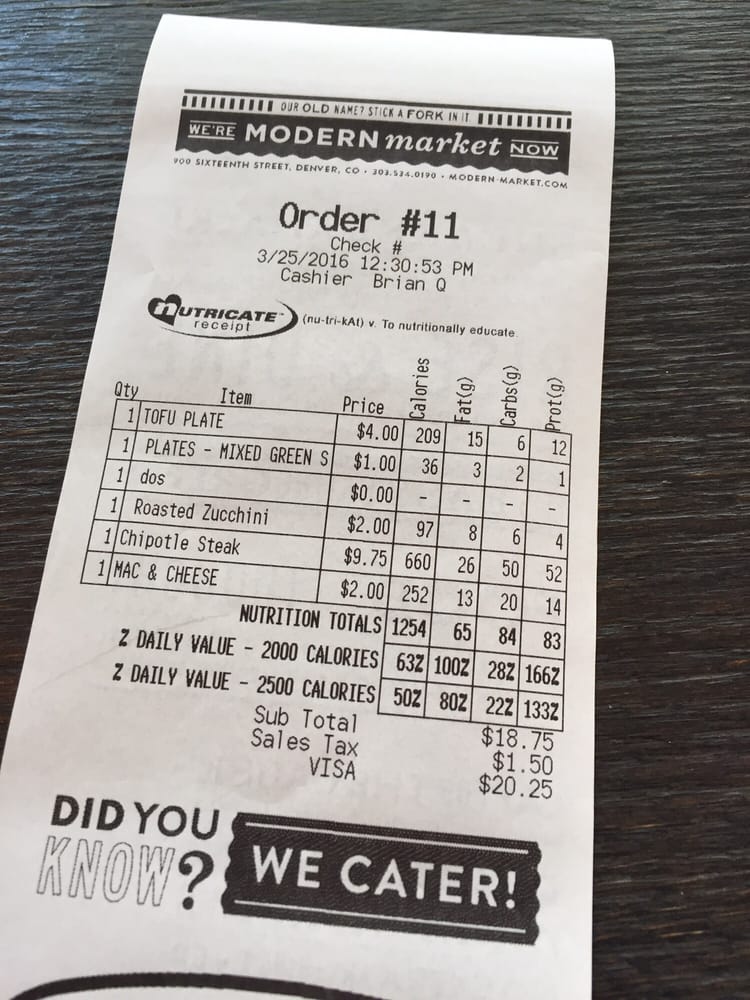 OUR OLD NAME? STICK A FORK IN IT.
WE'RE MODERN market NOW
900 SIXTEENTH STREET, DENVER, CO • 303.534.0190 • MODERN-MARKET.COM
Order #11
Check #
3/25/2016 12:30:53 PM
Cashier Brian Q
NUTRICATE™ receipt (nu-tri-kAt) v. To nutritionally educate.
Qty Item Price Calories Fat(g) Carbs(g) Prot(g)
1 TOFU PLATE $4.00 209 15 6 12
1 PLATES - MIXED GREEN S $1.00 36 3 2 1
1 dos $0.00 - - - -
1 Roasted Zucchini $2.00 97 8 6 4
1 Chipotle Steak $9.75 660 26 50 52
1 MAC & CHEESE $2.00 252 13 20 14
NUTRITION TOTALS 1254 65 84 83
% DAILY VALUE - 2000 CALORIES 63% 100% 28% 166%
% DAILY VALUE - 2500 CALORIES 50% 80% 22% 133%
Sub Total $18.75
Sales Tax $1.50
VISA $20.25
DID YOU
KNOW? WE CATER!